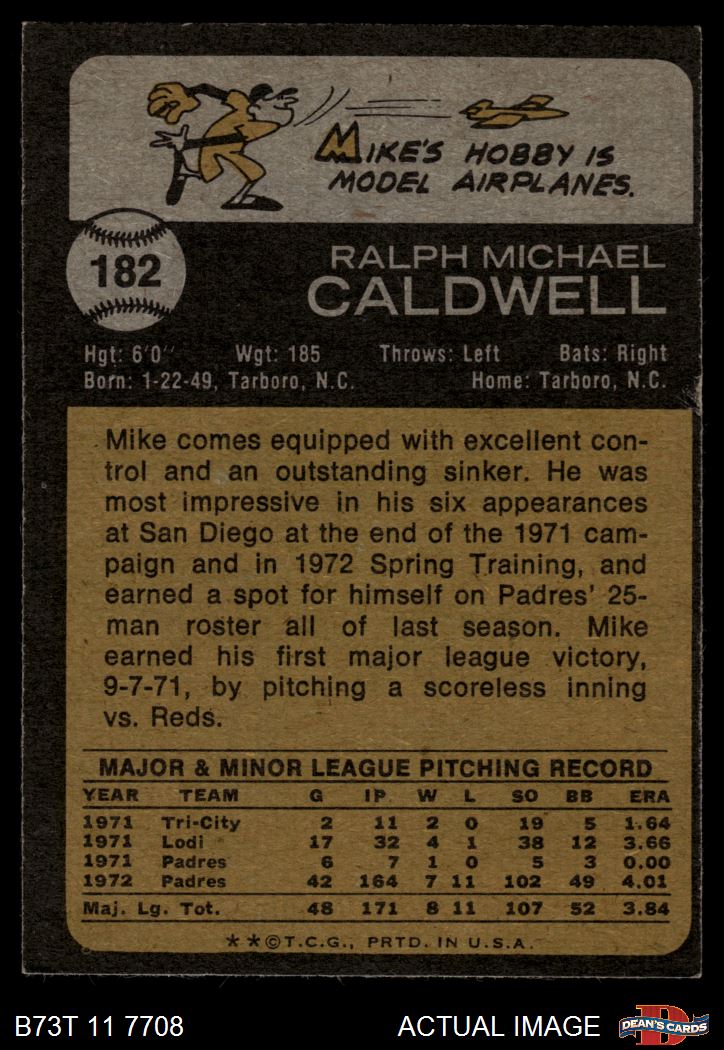 MIKE'S HOBBY IS
MODEL AIRPLANES.
182
RALPH MICHAEL
CALDWELL
Hgt: 6'0" Wgt: 185 Throws: Left Bats: Right
Born: 1-22-49, Tarboro, N.C. Home: Tarboro, N.C.
Mike comes equipped with excellent con-
trol and an outstanding sinker. He was
most impressive in his six appearances
at San Diego at the end of the 1971 cam-
paign and in 1972 Spring Training, and
earned a spot for himself on Padres' 25-
man roster all of last season. Mike
earned his first major league victory,
9-7-71, by pitching a scoreless inning
vs. Reds.
MAJOR & MINOR LEAGUE PITCHING RECORD
YEAR TEAM G IP W L SO BB ERA
1971 Tri-City 2 11 2 0 19 5 1.64
1971 Lodi 17 32 4 1 38 12 3.66
1971 Padres 6 7 1 0 5 3 0.00
1972 Padres 42 164 7 11 102 49 4.01
Maj. Lg. Tot. 48 171 8 11 107 52 3.84
* * © T.C.G., PRTD. IN U.S.A.
B73T 11 7708 ACTUAL IMAGE
D
DEAN'S CARDS